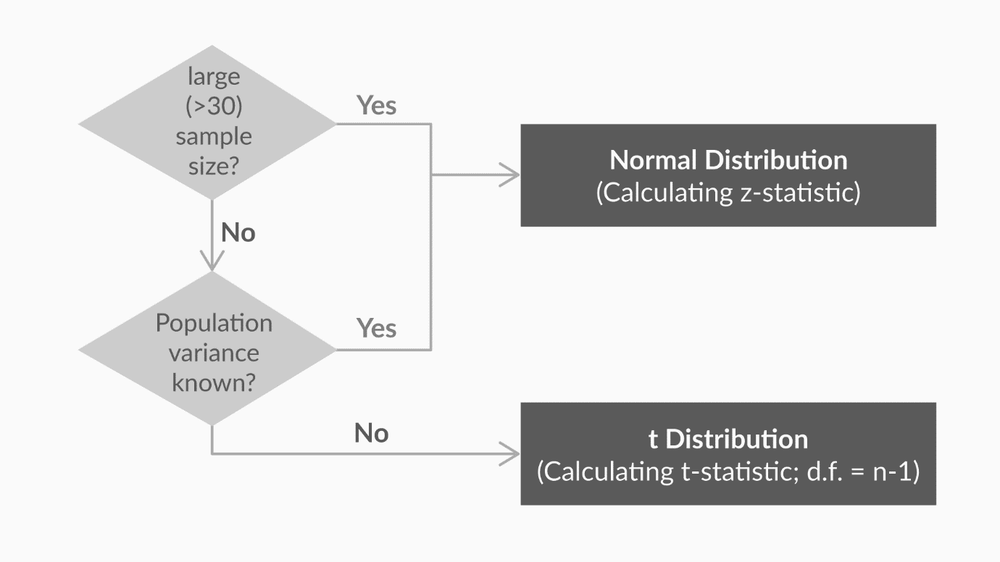 large
(>30)
sample
size?
Yes
Normal Distribution
(Calculating z-statistic)
No
Population
variance
known?
Yes
No
t Distribution
(Calculating t-statistic; d.f. = n-1)